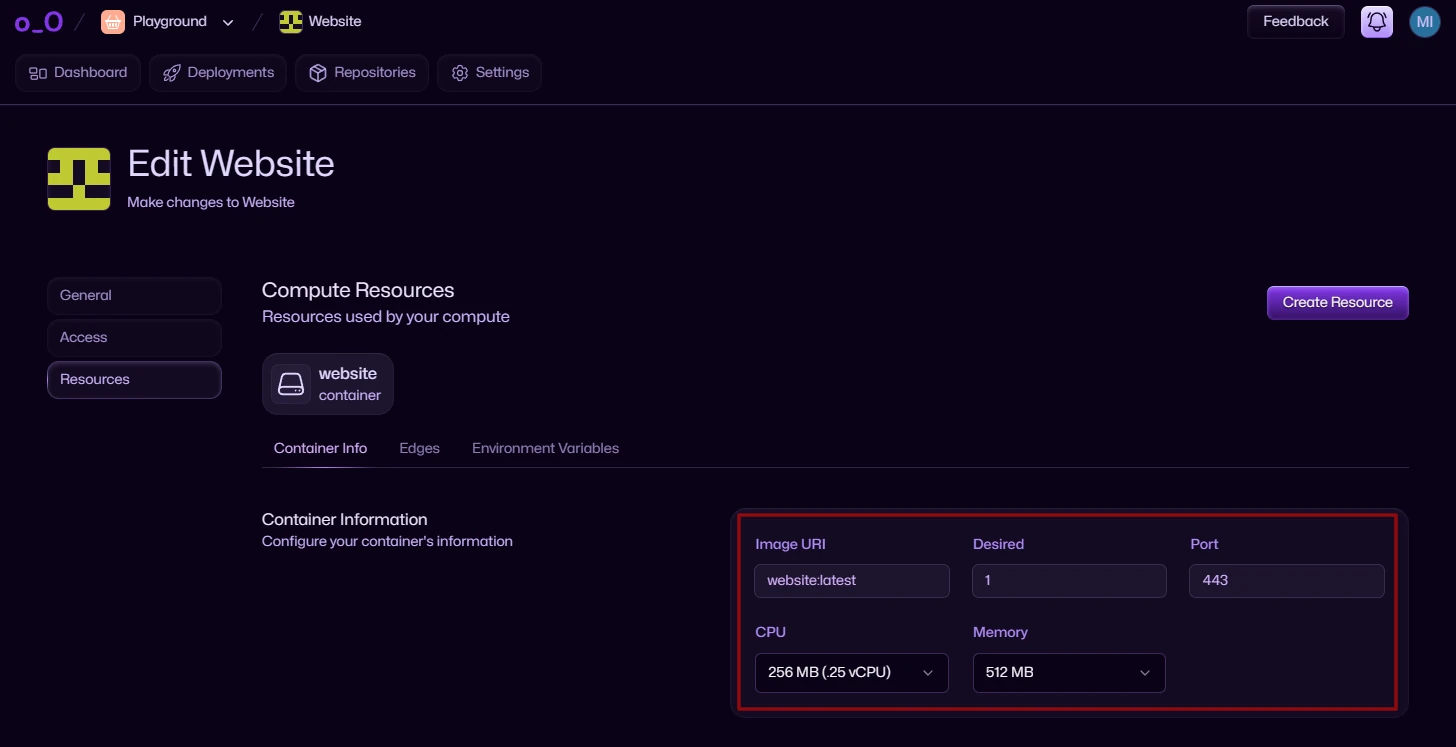 o_O / Playground / Website Feedback MI
Dashboard Deployments Repositories Settings
Edit Website
Make changes to Website
General
Access
Resources
Compute Resources
Resources used by your compute
Create Resource
website
container
Container Info Edges Environment Variables
Container Information
Configure your container's information
Image URI Desired Port
website:latest 1 443
CPU Memory
256 MB (.25 vCPU) 512 MB